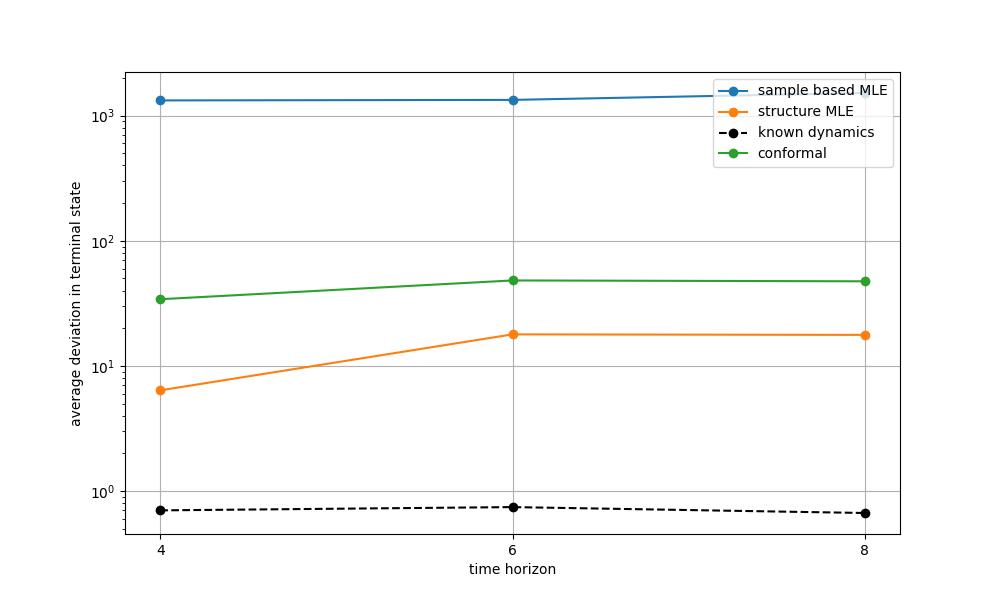 sample based MLE
structure MLE
known dynamics
conformal
average deviation in terminal state
10³
10²
10¹
10⁰
4 6 8
time horizon